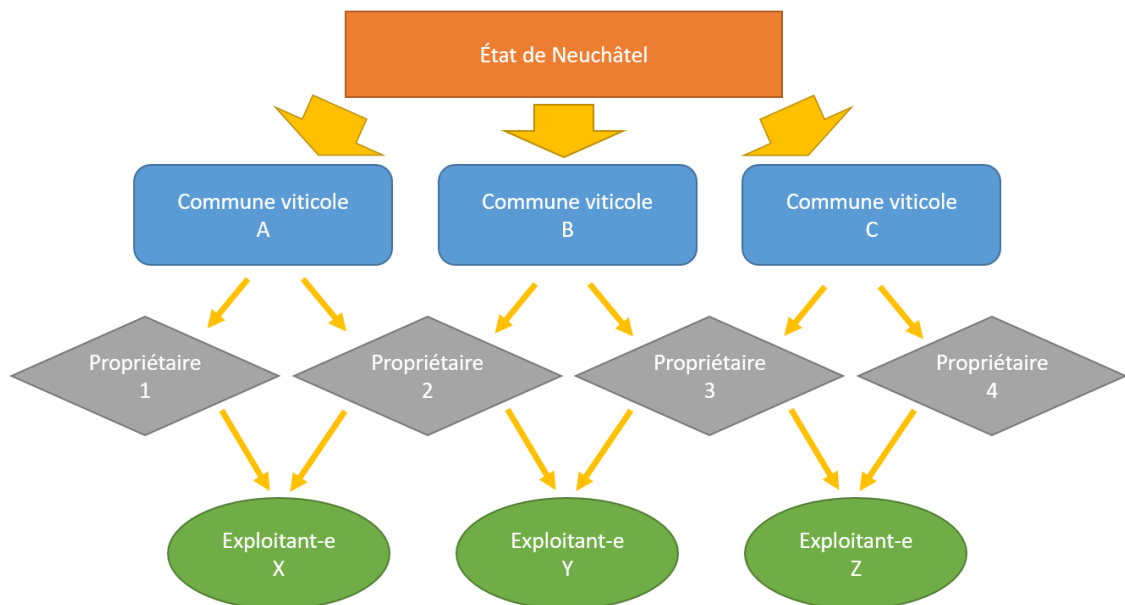 État de Neuchâtel
Commune viticole
A
Commune viticole
B
Commune viticole
C
Propriétaire
1
Propriétaire
2
Propriétaire
3
Propriétaire
4
Exploitant-e
X
Exploitant-e
Y
Exploitant-e
Z